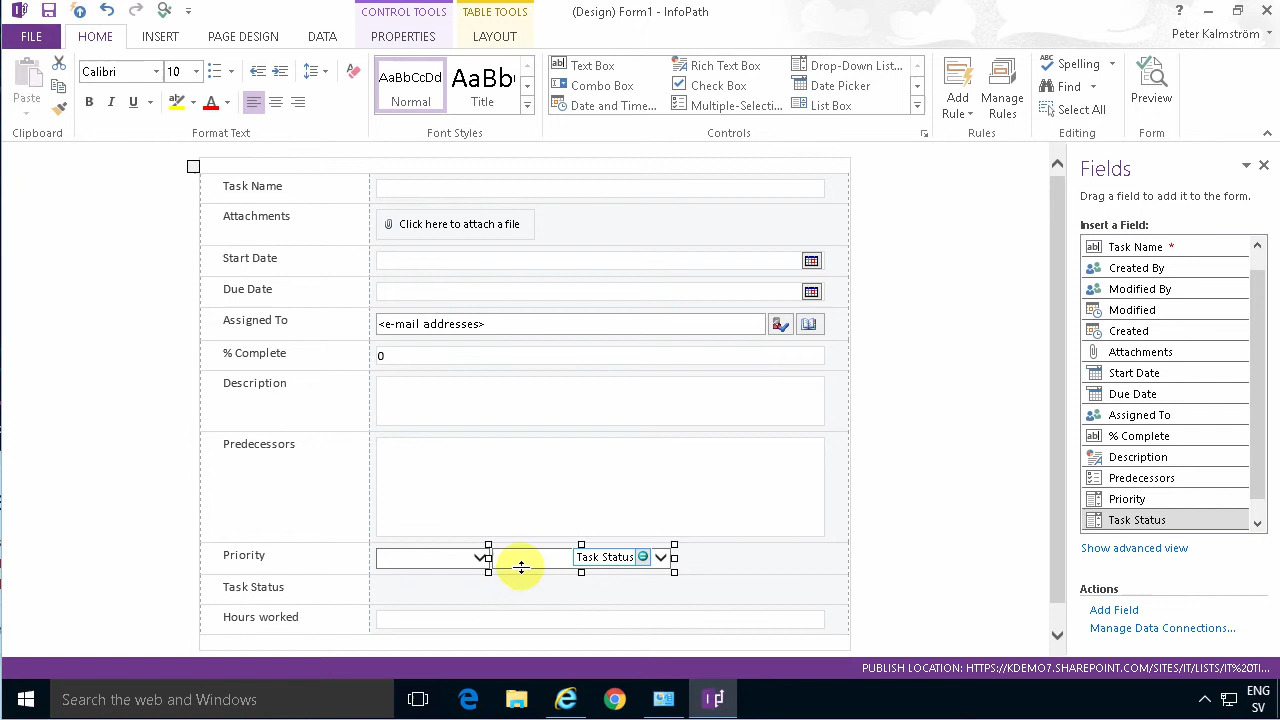 CONTROL TOOLS
TABLE TOOLS
(Design) Form1 - InfoPath
FILE
HOME
INSERT
PAGE DESIGN
DATA
PROPERTIES
LAYOUT
Peter Kalmström
Paste
Clipboard
Calibri
10
B I U
A
Format Text
AaBbCcDd
Normal
AaBb(
Title
Font Styles
Text Box
Combo Box
Date and Time...
Rich Text Box
Check Box
Multiple-Selecti...
Drop-Down List...
Date Picker
List Box
Controls
Add
Rule
Manage
Rules
Rules
Spelling
Find
Select All
Editing
Preview
Form
Task Name
Attachments
Click here to attach a file
Start Date
Due Date
Assigned To
<e-mail addresses>
% Complete
0
Description
Predecessors
Priority
Task Status
Task Status
Hours worked
Fields
Drag a field to add it to the form.
Insert a Field:
Task Name *
Created By
Modified By
Modified
Created
Attachments
Start Date
Due Date
Assigned To
% Complete
Description
Predecessors
Priority
Task Status
Show advanced view
Actions
Add Field
Manage Data Connections...
PUBLISH LOCATION: HTTPS://KDEMO7.SHAREPOINT.COM/SITES/IT/LISTS/IT%20TI...
Search the web and Windows
ENG
SV